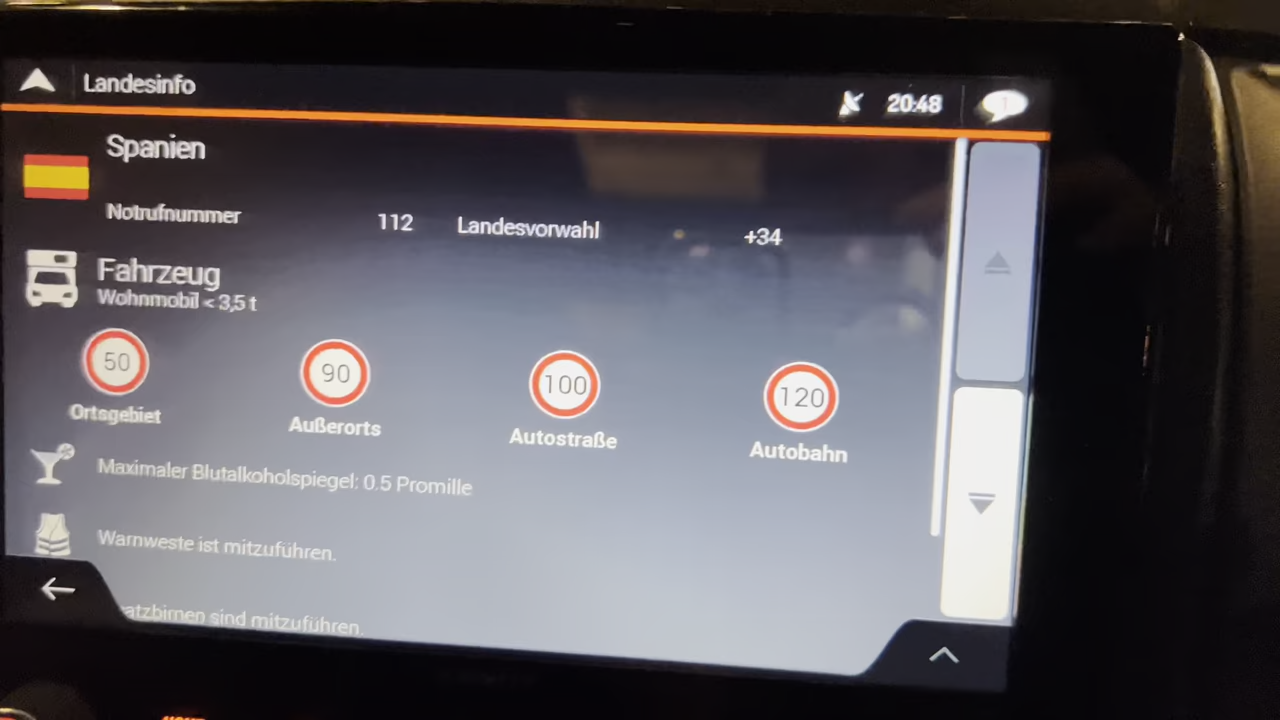 Landesinfo
20:48
1
Spanien
Notrufnummer 112 Landesvorwahl +34
Fahrzeug
Wohnmobil < 3,5 t
50 90 100 120
Ortsgebiet Außerorts Autostraße Autobahn
Maximaler Blutalkoholspiegel: 0.5 Promille
Warnweste ist mitzuführen.
atzbirnen sind mitzuführen.